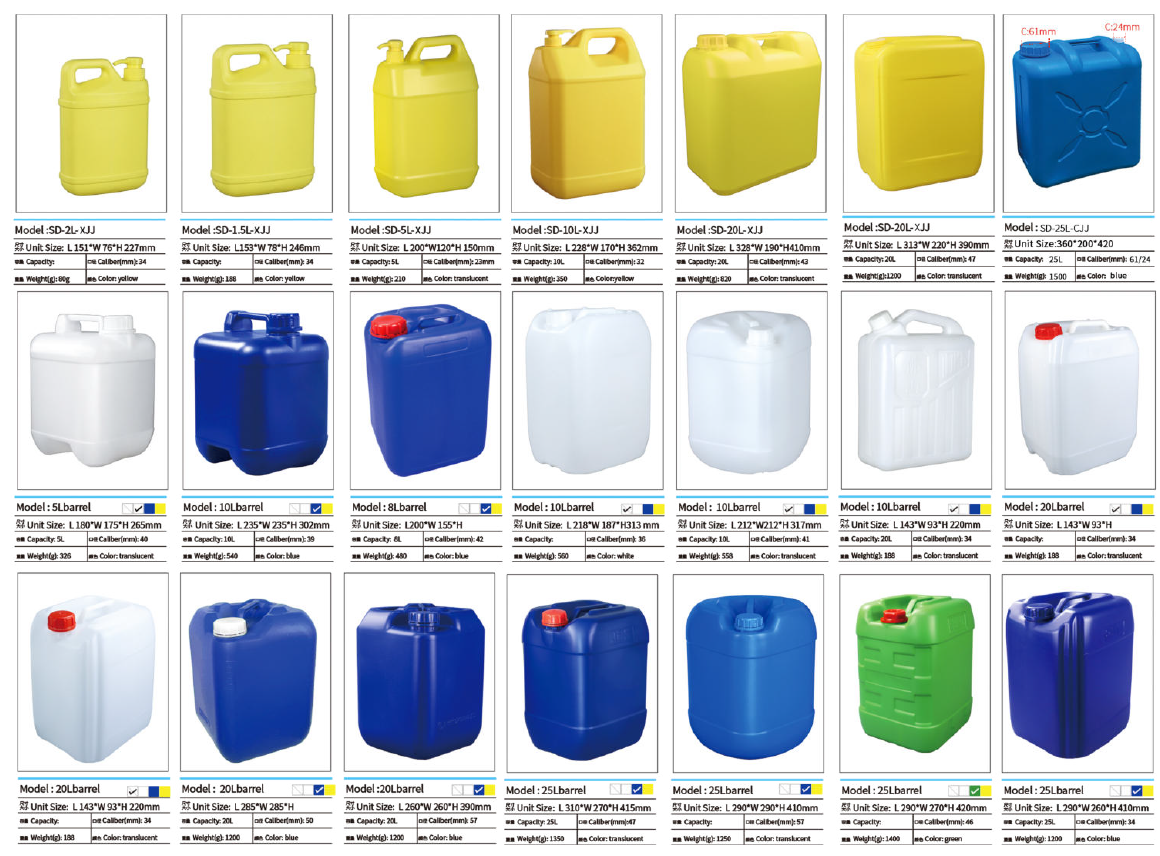 C:61mm
C:24mm
Model :SD-2L-XJJ
Unit Size: L 151*W 76*H 227mm
Capacity: Caliber(mm): 34
Weight(g): 80g Color: yellow
Model :SD-1.5L-XJJ
Unit Size: L153*W 78*H 246mm
Capacity: Caliber(mm): 34
Weight(g): 188 Color: yellow
Model :SD-5L-XJJ
Unit Size: L 200*W120*H 150mm
Capacity: 5L Caliber(mm): 23mm
Weight(g): 210 Color: translucent
Model :SD-10L-XJJ
Unit Size: L 228*W 170*H 362mm
Capacity: 10L Caliber(mm): 32
Weight(g): 350 Color:yellow
Model :SD-20L-XJJ
Unit Size: L 328*W 190*H410mm
Capacity: 20L Caliber(mm): 43
Weight(g): 820 Color: translucent
Model :SD-20L-XJJ
Unit Size: L 313*W 220*H 390mm
Capacity: 20L Caliber(mm): 47
Weight(g):1200 Color: translucent
Model :SD-25L-CJJ
Unit Size:360*200*420
Capacity: 25L Caliber(mm): 61/24
Weight(g): 1500 Color: blue
Model : 5Lbarrel
Unit Size: L 180*W 175*H 265mm
Capacity: 5L Caliber(mm): 40
Weight(g): 326 Color: translucent
Model : 10Lbarrel
Unit Size: L 235*W 235*H 302mm
Capacity: 10L Caliber(mm): 39
Weight(g): 540 Color: blue
Model : 8Lbarrel
Unit Size: L200*W 155*H
Capacity: 8L Caliber(mm): 42
Weight(g): 480 Color: blue
Model : 10Lbarrel
Unit Size: L 218*W 187*H313 mm
Capacity: Caliber(mm): 36
Weight(g): 560 Color: white
Model : 10Lbarrel
Unit Size: L 212*W212*H 317mm
Capacity: 10L Caliber(mm): 41
Weight(g): 558 Color: translucent
Model : 10Lbarrel
Unit Size: L 143*W 93*H 220mm
Capacity: 20L Caliber(mm): 34
Weight(g): 188 Color: translucent
Model : 20Lbarrel
Unit Size: L 143*W 93*H
Capacity: Caliber(mm): 34
Weight(g): 188 Color: translucent
Model : 20Lbarrel
Unit Size: L 143*W 93*H 220mm
Capacity: Caliber(mm): 34
Weight(g): 188 Color: translucent
Model : 20Lbarrel
Unit Size: L 285*W 285*H
Capacity: 20L Caliber(mm): 50
Weight(g): 1200 Color: blue
Model :20Lbarrel
Unit Size: L 260*W 260*H 390mm
Capacity: 20L Caliber(mm): 57
Weight(g): 1200 Color: blue
Model : 25Lbarrel
Unit Size: L 310*W 270*H 415mm
Capacity: 25L Caliber(mm):47
Weight(g): 1350 Color: translucent
Model : 25Lbarrel
Unit Size: L 290*W 290*H 410mm
Capacity: Caliber(mm): 57
Weight(g): 1250 Color: translucent
Model : 25Lbarrel
Unit Size: L 290*W 270*H 420mm
Capacity: Caliber(mm): 46
Weight(g): 1400 Color: green
Model : 25Lbarrel
Unit Size: L 290*W 260*H 410mm
Capacity: 25L Caliber(mm): 34
Weight(g): 1200 Color: blue